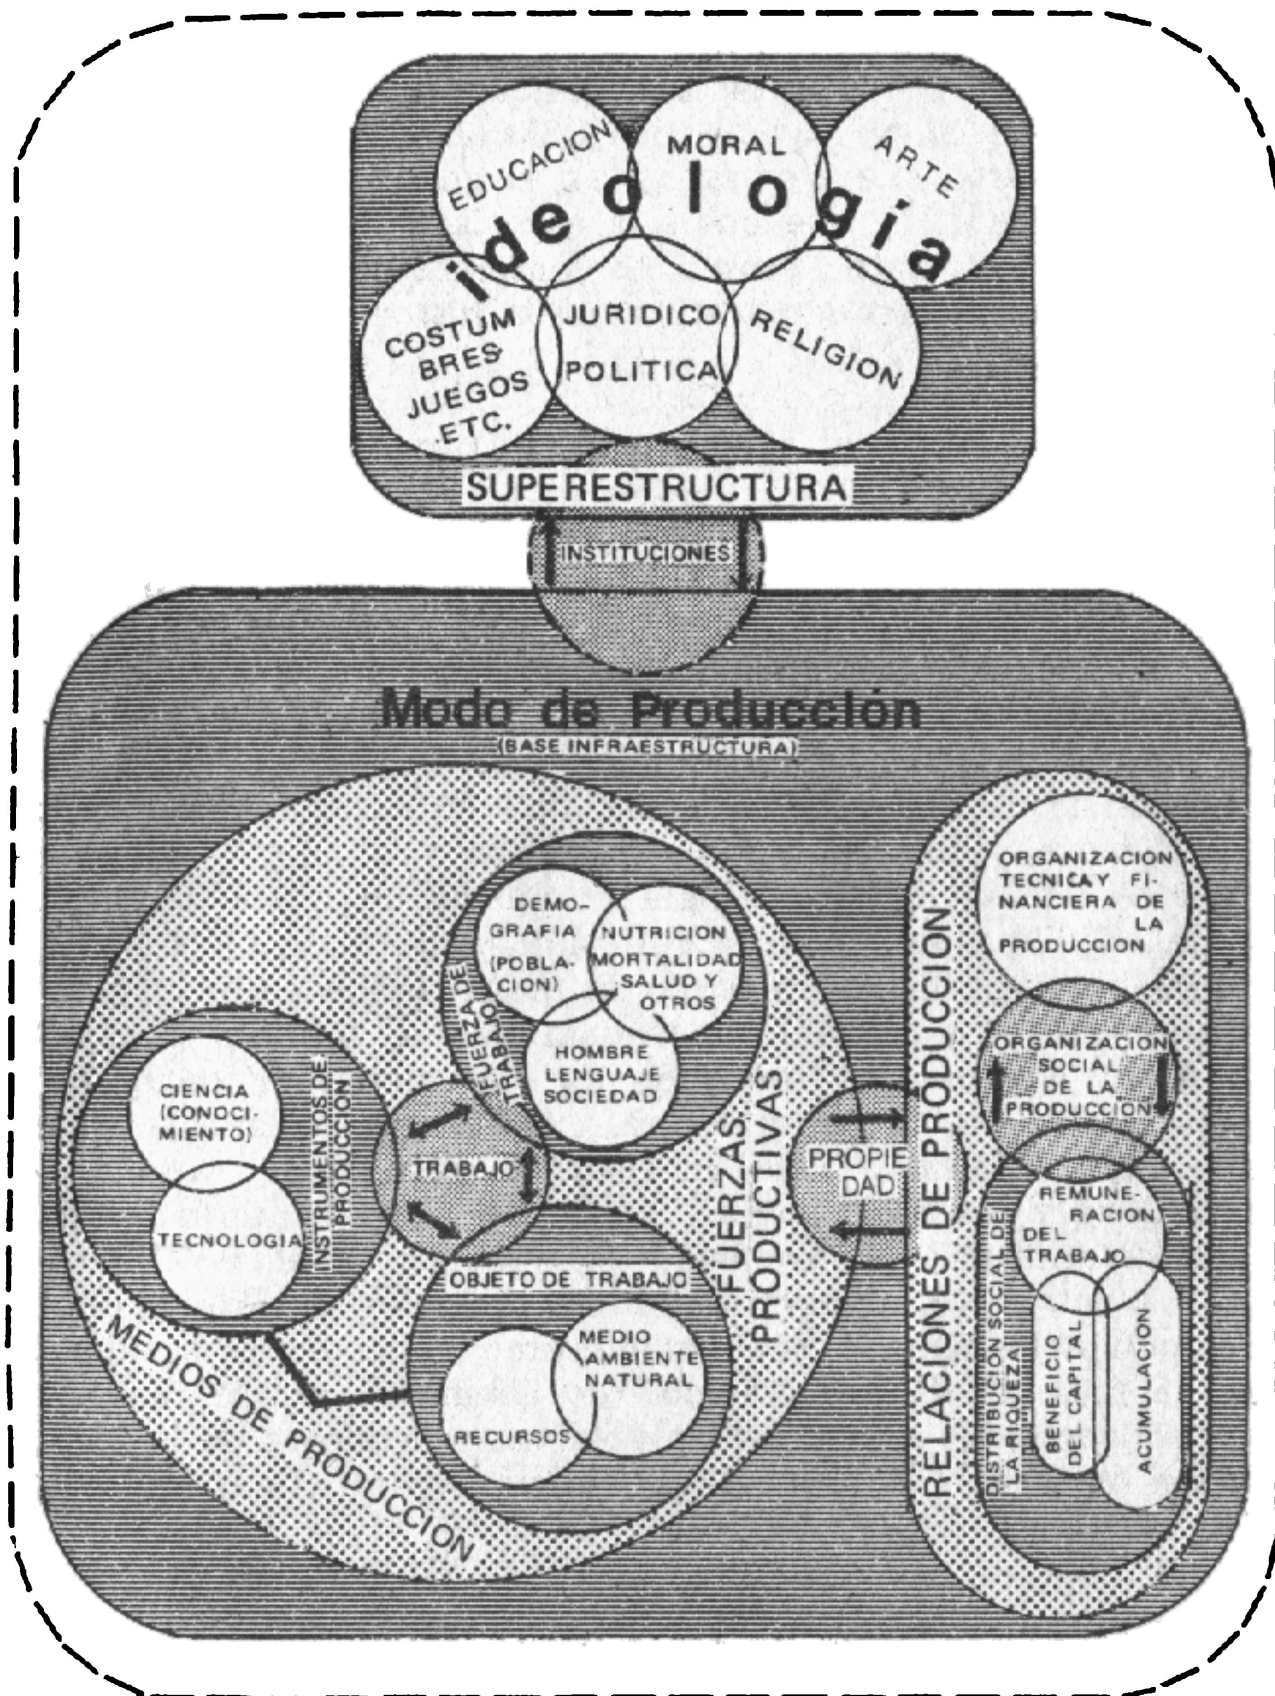 EDUCACION
MORAL
ARTE
ideología
COSTUM
BRES
JUEGOS
ETC.
JURIDICO
POLITICA
RELIGION
SUPERESTRUCTURA
INSTITUCIONES
Modo de Producción
(BASE INFRAESTRUCTURA)
DEMO-
GRAFIA
(POBLA-
CION)
NUTRICION
MORTALIDAD
SALUD Y
OTROS
HOMBRE
LENGUAJE
SOCIEDAD
FUERZA DE
TRABAJO
CIENCIA
(CONOCI-
MIENTO)
TECNOLOGIA
INSTRUMENTOS DE
PRODUCCION
TRABAJO
OBJETO DE TRABAJO
MEDIO
AMBIENTE
NATURAL
RECURSOS
MEDIOS DE PRODUCCION
FUERZAS
PRODUCTIVAS
PROPIE
DAD
RELACIONES DE PRODUCCION
ORGANIZACION
TECNICA Y FI-
NANCIERA DE
LA
PRODUCCION
ORGANIZACION
SOCIAL
DE LA
PRODUCCION
REMUNE-
RACION
DEL
TRABAJO
DISTRIBUCION SOCIAL DE
LA RIQUEZA
BENEFICIO
DEL CAPITAL
ACUMULACION